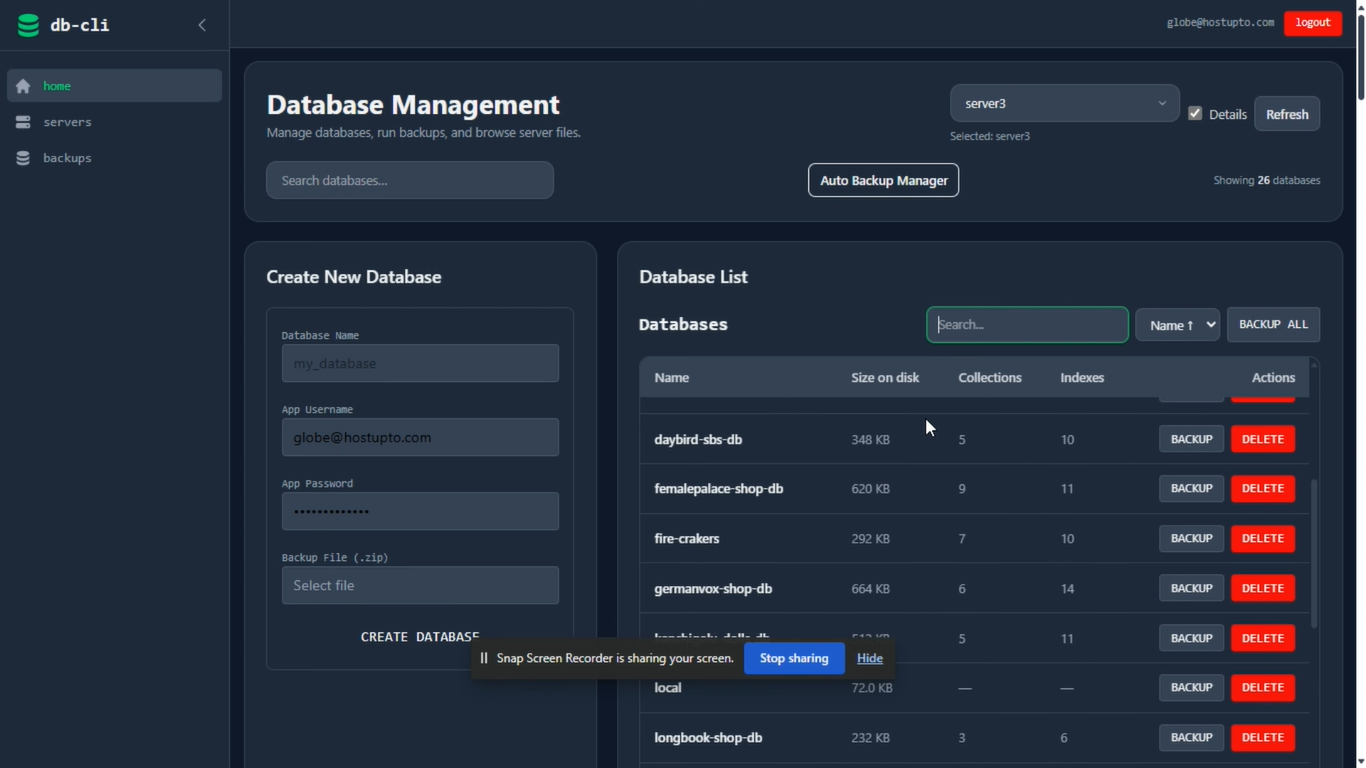 db-cli
globe@hostupto.com
logout
home
servers
backups
Database Management
Manage databases, run backups, and browse server files.
server3
Details
Refresh
Selected: server3
Search databases...
Auto Backup Manager
Showing 26 databases
Create New Database
Database Name
my_database
App Username
globe@hostupto.com
App Password
•••••••••••••
Backup File (.zip)
Select file
CREATE DATABASE
Database List
Databases
Search...
Name ↑
BACKUP ALL
Name Size on disk Collections Indexes Actions
daybird-sbs-db 348 KB 5 10 BACKUP DELETE
femalepalace-shop-db 620 KB 9 11 BACKUP DELETE
fire-crakers 292 KB 7 10 BACKUP DELETE
germanvox-shop-db 664 KB 6 14 BACKUP DELETE
5 11 BACKUP DELETE
local 72.0 KB — — BACKUP DELETE
longbook-shop-db 232 KB 3 6 BACKUP DELETE
Snap Screen Recorder is sharing your screen.
Stop sharing
Hide